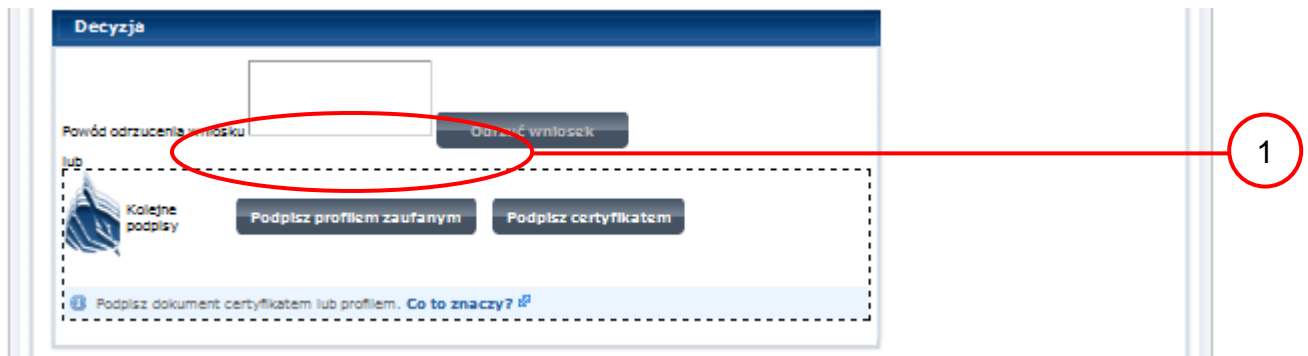 Decyzja
Powód odrzucenia wniosku
Odrzuć wniosek
lub
1
Kolejne
podpisy
Podpisz profilem zaufanym
Podpisz certyfikatem
Podpisz dokument certyfikatem lub profilem. Co to znaczy?